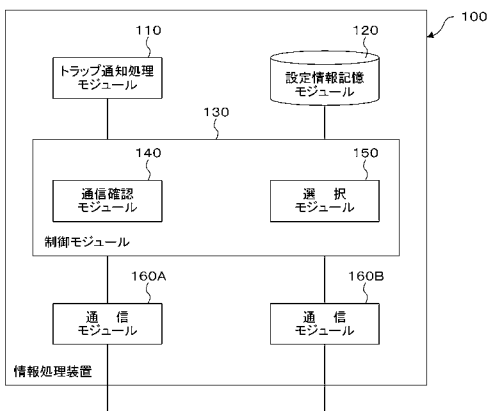 100
110
トラップ通知処理
モジュール
120
設定情報記憶
モジュール
130
140
通信確認
モジュール
150
選 択
モジュール
制御モジュール
160A
通 信
モジュール
160B
通 信
モジュール
情報処理装置